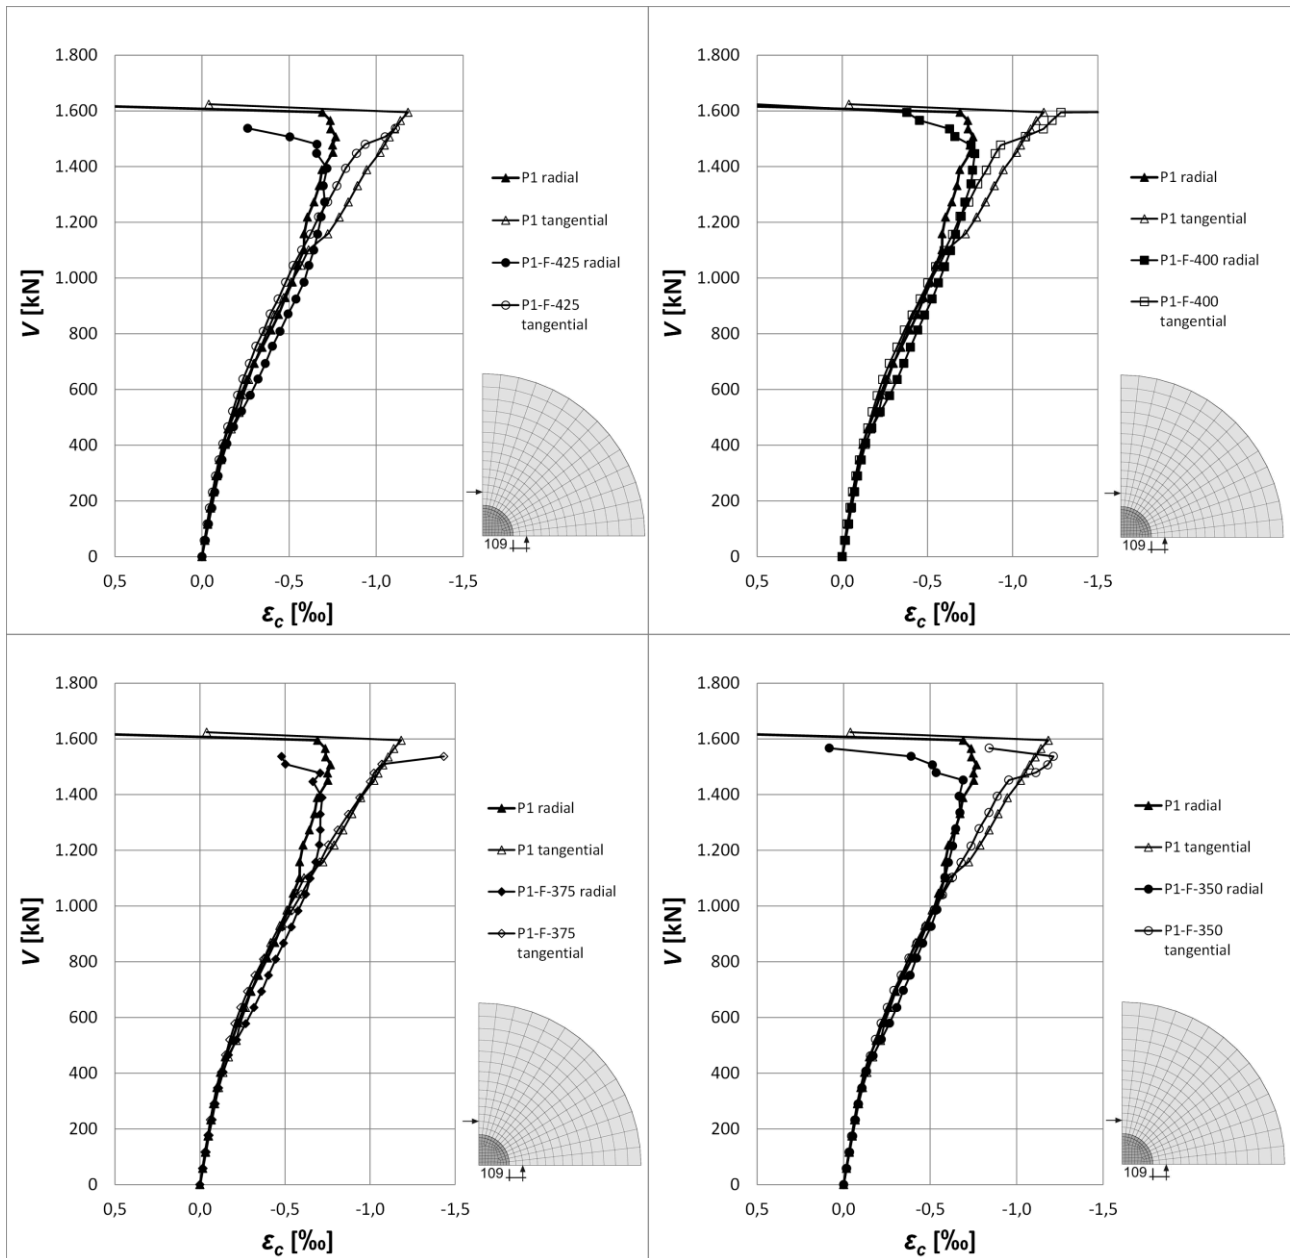 1.800
1.600
1.400
1.200
1.000
800
600
400
200
0
V [kN]
0,5
0,0
-0,5
-1,0
-1,5
εc [‰]
P1 radial
P1 tangential
P1-F-425 radial
P1-F-425
tangential
109
1.800
1.600
1.400
1.200
1.000
800
600
400
200
0
V [kN]
0,5
0,0
-0,5
-1,0
-1,5
εc [‰]
P1 radial
P1 tangential
P1-F-400 radial
P1-F-400
tangential
109
1.800
1.600
1.400
1.200
1.000
800
600
400
200
0
V [kN]
0,5
0,0
-0,5
-1,0
-1,5
εc [‰]
P1 radial
P1 tangential
P1-F-375 radial
P1-F-375
tangential
109
1.800
1.600
1.400
1.200
1.000
800
600
400
200
0
V [kN]
0,5
0,0
-0,5
-1,0
-1,5
εc [‰]
P1 radial
P1 tangential
P1-F-350 radial
P1-F-350
tangential
109